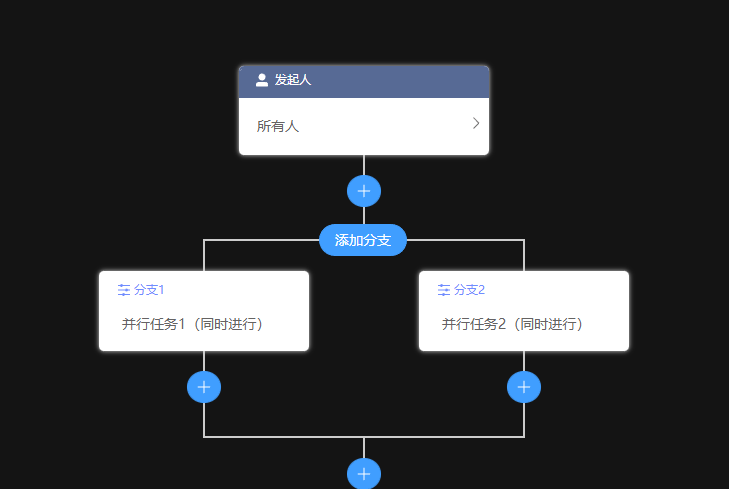 发起人
所有人
添加分支
分支1
并行任务1（同时进行）
分支2
并行任务2（同时进行）